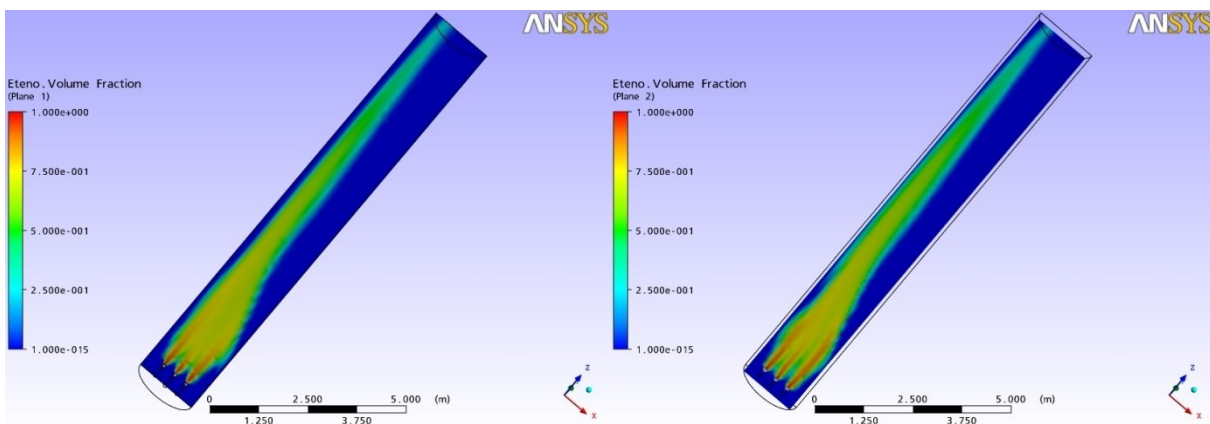 ANSYS
Eteno.Volume Fraction
(Plane 1)
1.000e+000
7.500e-001
5.000e-001
2.500e-001
1.000e-015
0 2.500 5.000 (m)
1.250 3.750
z
x
ANSYS
Eteno.Volume Fraction
(Plane 2)
1.000e+000
7.500e-001
5.000e-001
2.500e-001
1.000e-015
0 2.500 5.000 (m)
1.250 3.750
z
x